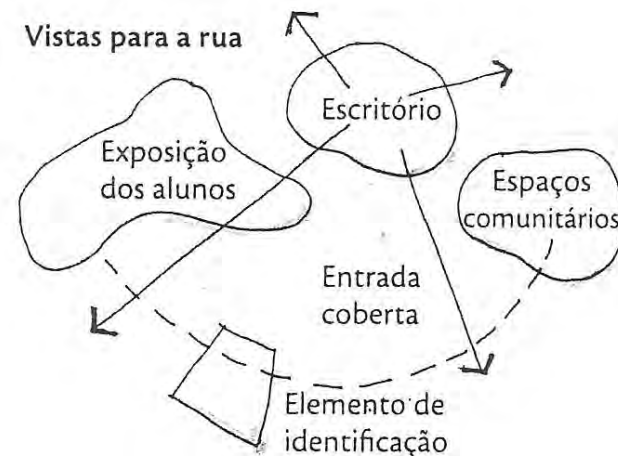 Vistas para a rua
Escritório
Exposição
dos alunos
Espaços
comunitários
Entrada
coberta
Elemento de
identificação